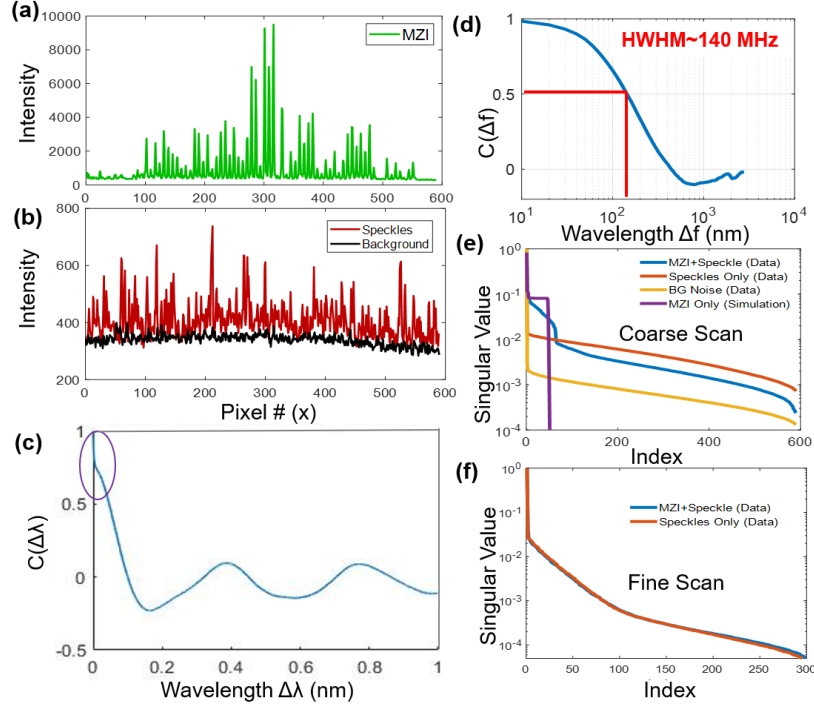 (a)
10000
8000
6000
4000
2000
0
Intensity
MZI
0 100 200 300 400 500 600
(b)
800
600
400
200
Intensity
Speckles
Background
0 100 200 300 400 500 600
Pixel # (x)
(c)
1
0.5
0
-0.5
C(Δλ)
0 0.2 0.4 0.6 0.8 1
Wavelength Δλ (nm)
(d)
1
0.5
0
C(Δf)
HWHM~140 MHz
10¹ 10² 10³ 10⁴
Wavelength Δf (nm)
(e)
10⁰
10⁻¹
10⁻²
10⁻³
10⁻⁴
Singular Value
MZI+Speckle (Data)
Speckles Only (Data)
BG Noise (Data)
MZI Only (Simulation)
Coarse Scan
200 400 600
Index
(f)
10⁰
10⁻¹
10⁻²
10⁻³
10⁻⁴
Singular Value
MZI+Speckle (Data)
Speckles Only (Data)
Fine Scan
0 50 100 150 200 250 300
Index